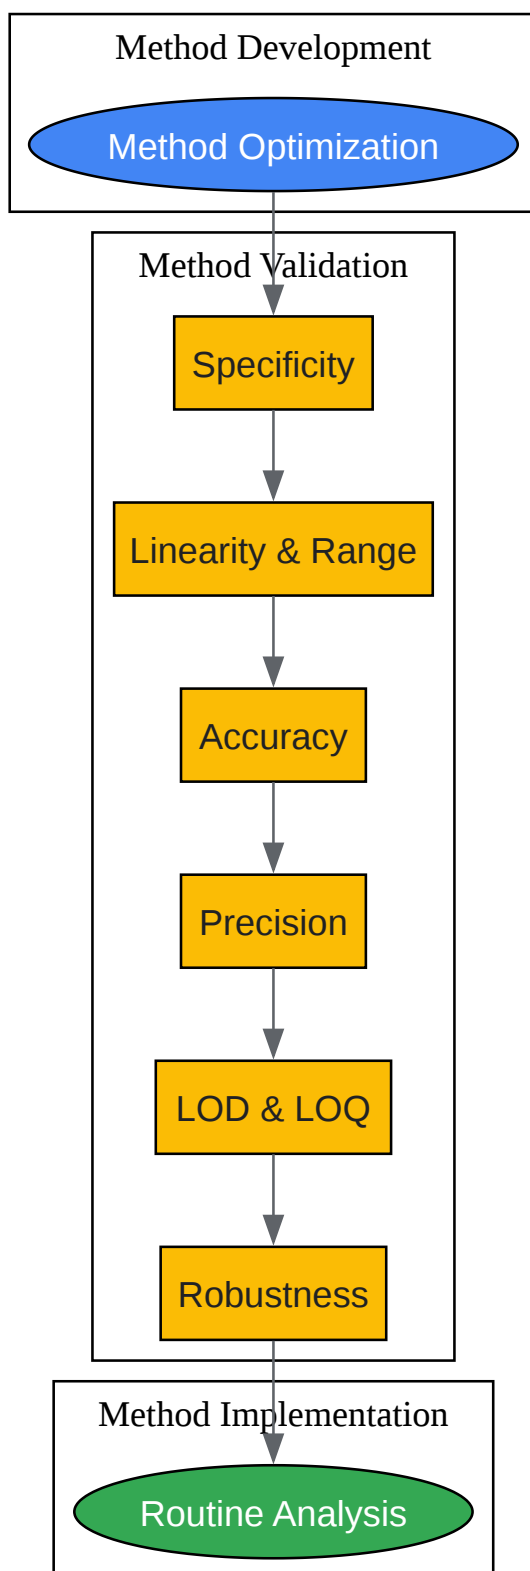 Method Development
Method Optimization
Method Validation
Specificity
Linearity & Range
Accuracy
Precision
LOD & LOQ
Robustness
Method Implementation
Routine Analysis